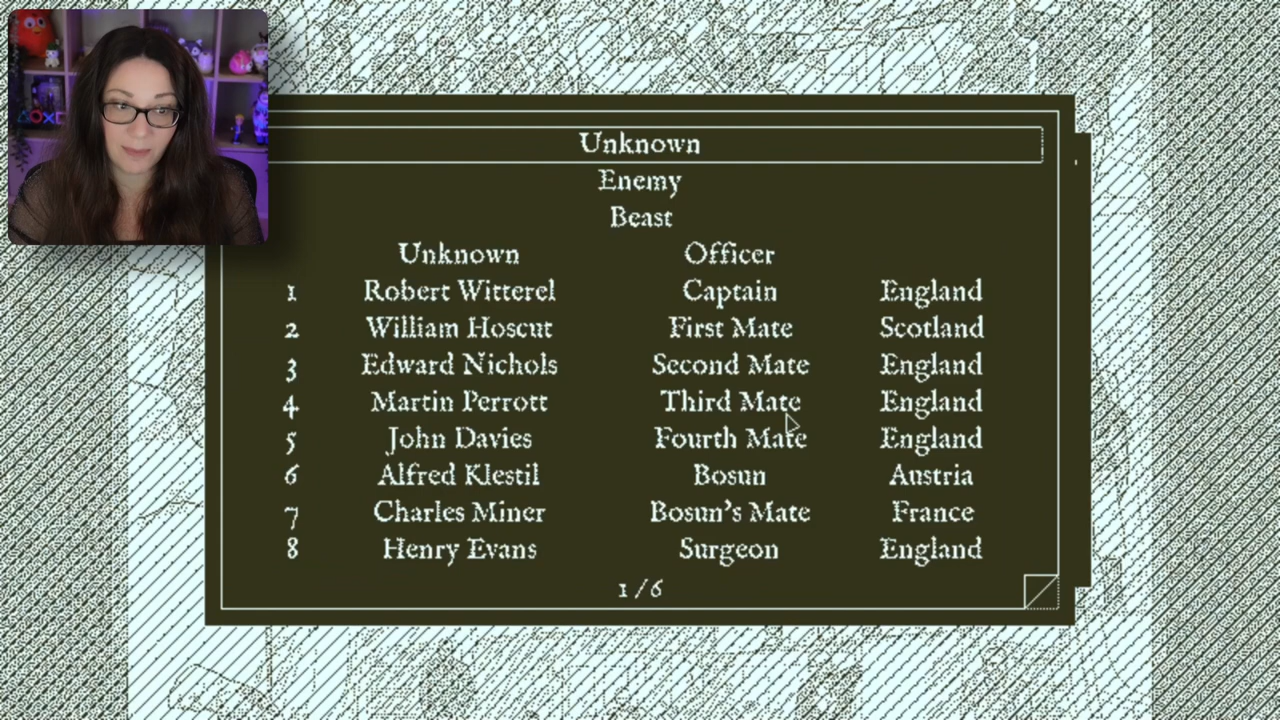 Unknown
Enemy
Beast
Unknown Officer
1 Robert Witterel Captain England
2 William Hoscut First Mate Scotland
3 Edward Nichols Second Mate England
4 Martin Perrott Third Mate England
5 John Davies Fourth Mate England
6 Alfred Klestil Bosun Austria
7 Charles Miner Bosun's Mate France
8 Henry Evans Surgeon England
1/6